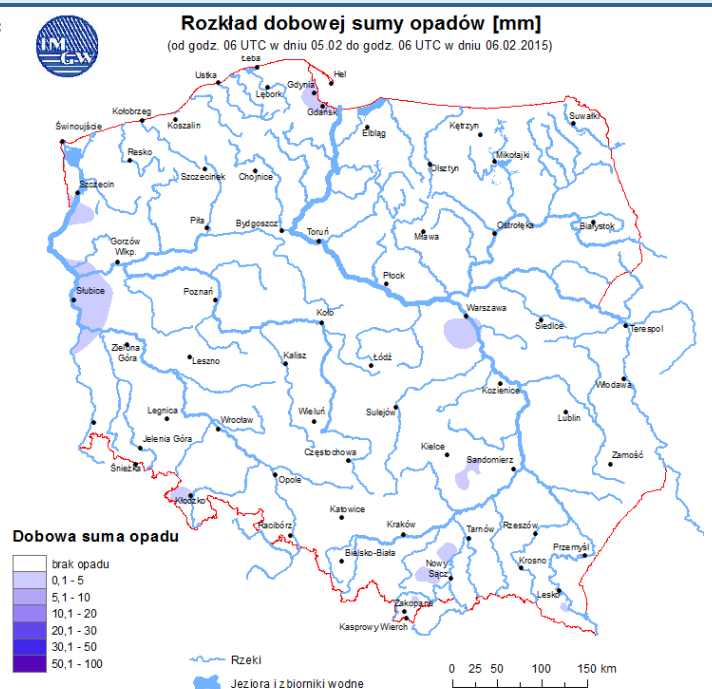 Rozkład dobowej sumy opadów [mm]
(od godz. 06 UTC w dniu 05.02 do godz. 06 UTC w dniu 06.02.2015)
IM
GW
Łeba
Ustka
Hel
Lębork
Gdynia
Gdańsk
Kołobrzeg
Koszalin
Świnoujście
Elbląg
Kętrzyn
Suwałki
Resko
Szczecinek
Chojnice
Olsztyn
Mikołajki
Szczecin
Piła
Bydgoszcz
Toruń
Mława
Ostrołęka
Białystok
Gorzów
Wlkp.
Płock
Słubice
Poznań
Koło
Warszawa
Siedlce
Terespol
Zielona
Góra
Leszno
Kalisz
Łódź
Kozienice
Włodawa
Legnica
Wrocław
Wieluń
Sulejów
Lublin
Jelenia Góra
Częstochowa
Kielce
Sandomierz
Zamość
Śnieżka
Opole
Kłodzko
Katowice
Racibórz
Kraków
Tarnów
Rzeszów
Bielsko-Biała
Nowy
Sącz
Krosno
Przemyśl
Lesko
Zakopane
Kasprowy Wierch
Dobowa suma opadu
brak opadu
0,1 - 5
5,1 - 10
10,1 - 20
20,1 - 30
30,1 - 50
50,1 - 100
Rzeki
Jeziora i zbiorniki wodne
0 25 50 100 150 km